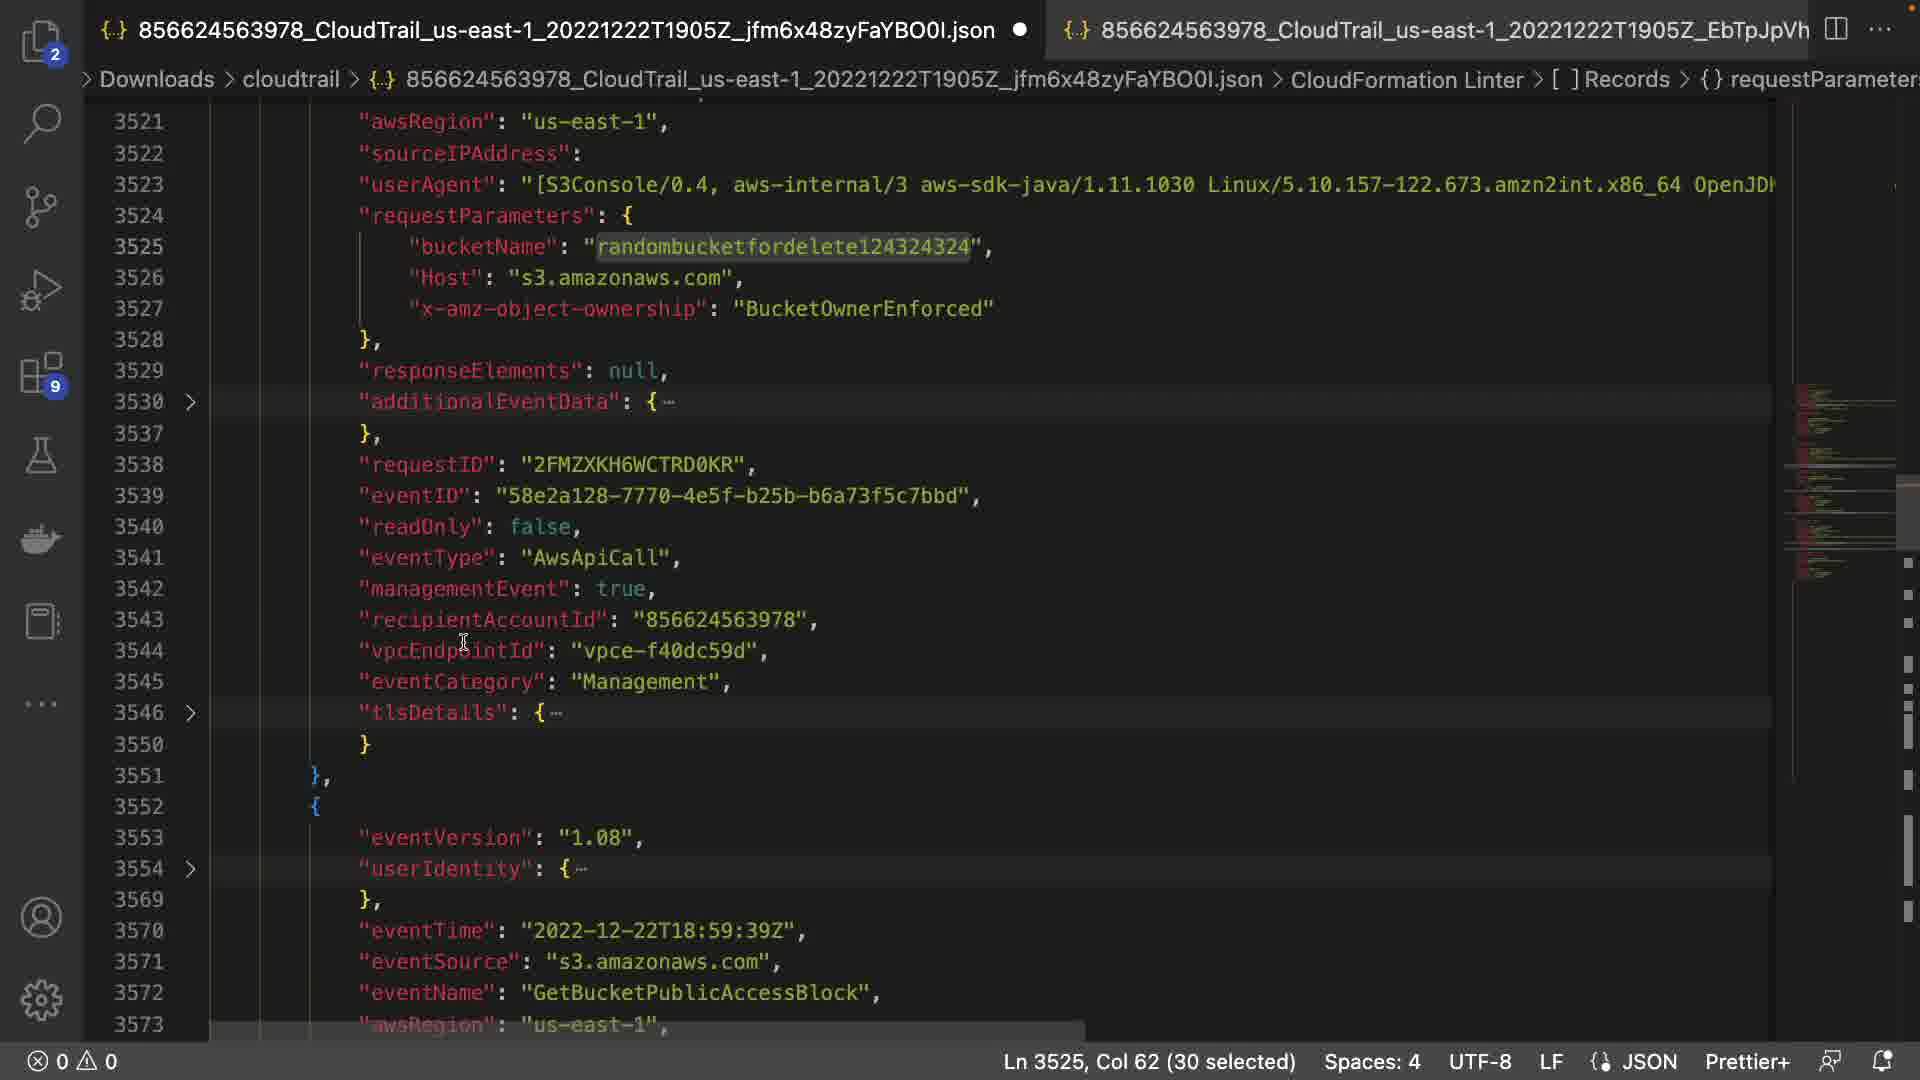 {..} 856624563978_CloudTrail_us-east-1_20221222T1905Z_jfm6x48zyFaYBO0I.json ● {..} 856624563978_CloudTrail_us-east-1_20221222T1905Z_EbTpJpVh
> Downloads > cloudtrail > {..} 856624563978_CloudTrail_us-east-1_20221222T1905Z_jfm6x48zyFaYBO0I.json > CloudFormation Linter > [ ] Records > {} requestParameters
2
9
3521 "awsRegion": "us-east-1",
3522 "sourceIPAddress":
3523 "userAgent": "[S3Console/0.4, aws-internal/3 aws-sdk-java/1.11.1030 Linux/5.10.157-122.673.amzn2int.x86_64 OpenJDK
3524 "requestParameters": {
3525 "bucketName": "randombucketfordelete124324324",
3526 "Host": "s3.amazonaws.com",
3527 "x-amz-object-ownership": "BucketOwnerEnforced"
3528 },
3529 "responseElements": null,
3530 > "additionalEventData": {⋯
3537 },
3538 "requestID": "2FMZXKH6WCTRD0KR",
3539 "eventID": "58e2a128-7770-4e5f-b25b-b6a73f5c7bbd",
3540 "readOnly": false,
3541 "eventType": "AwsApiCall",
3542 "managementEvent": true,
3543 "recipientAccountId": "856624563978",
3544 "vpcEndpointId": "vpce-f40dc59d",
3545 "eventCategory": "Management",
3546 > "tlsDetails": {⋯
3550 }
3551 },
3552 {
3553 "eventVersion": "1.08",
3554 > "userIdentity": {⋯
3569 },
3570 "eventTime": "2022-12-22T18:59:39Z",
3571 "eventSource": "s3.amazonaws.com",
3572 "eventName": "GetBucketPublicAccessBlock",
3573 "awsRegion": "us-east-1",
0 0 Ln 3525, Col 62 (30 selected) Spaces: 4 UTF-8 LF {} JSON Prettier+